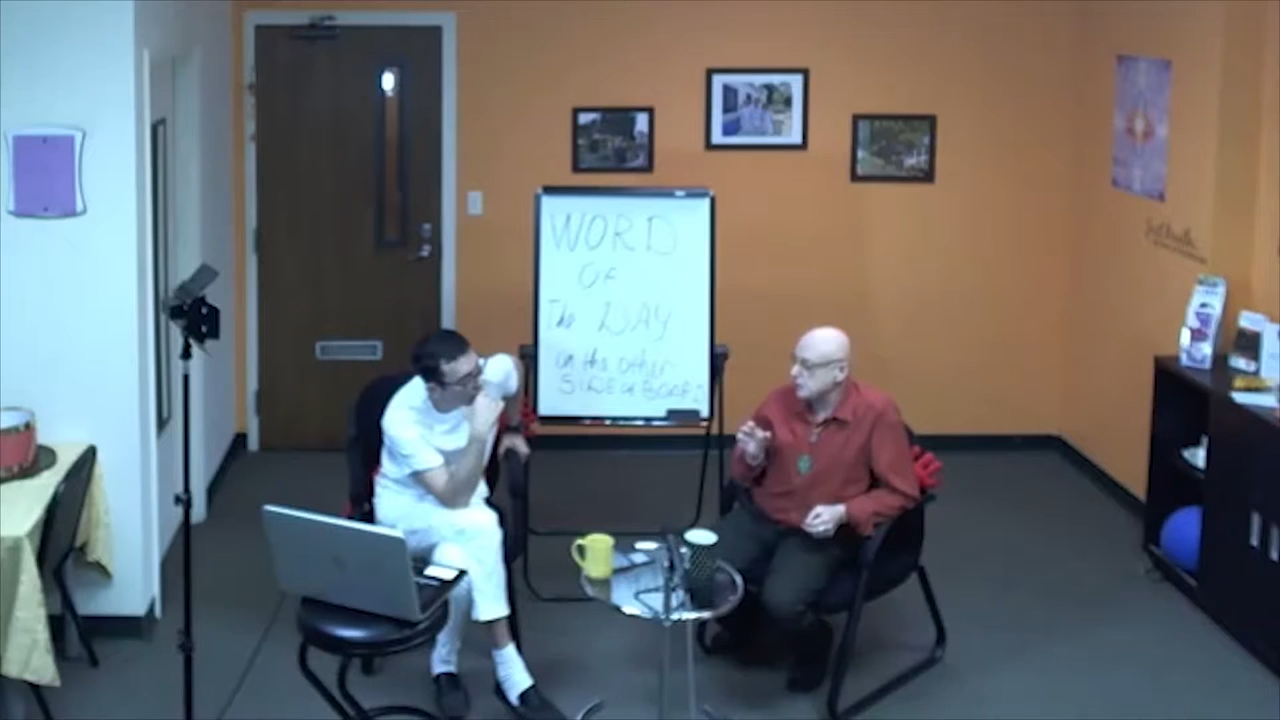 WORD
OF
The DAY
on the other
SIDE of BOARD